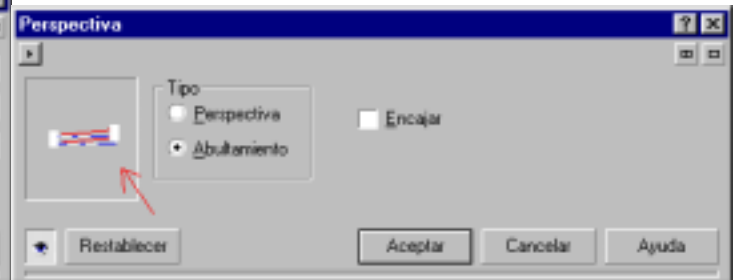 Perspectiva
Tipo
Perspectiva
Abultamiento
Encajar
Restablecer
Aceptar
Cancelar
Ayuda